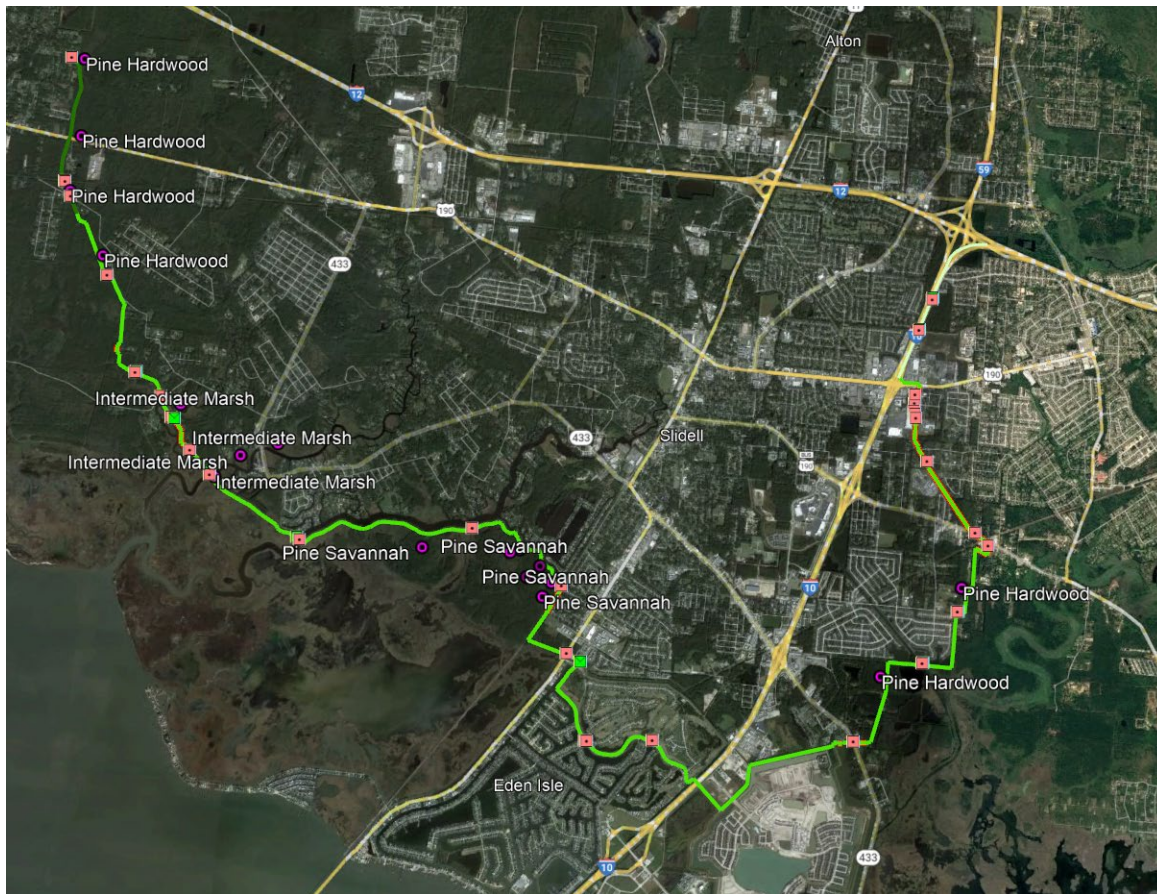 11
Alton
Pine Hardwood
12
Pine Hardwood
59
12
Pine Hardwood
190
433
Pine Hardwood
10
190
Intermediate Marsh
Intermediate Marsh
433
Slidell
Intermediate Marsh
190
Intermediate Marsh
Pine Savannah
Pine Savannah
Pine Savannah
10
Pine Hardwood
Pine Savannah
Pine Hardwood
Eden Isle
433
10